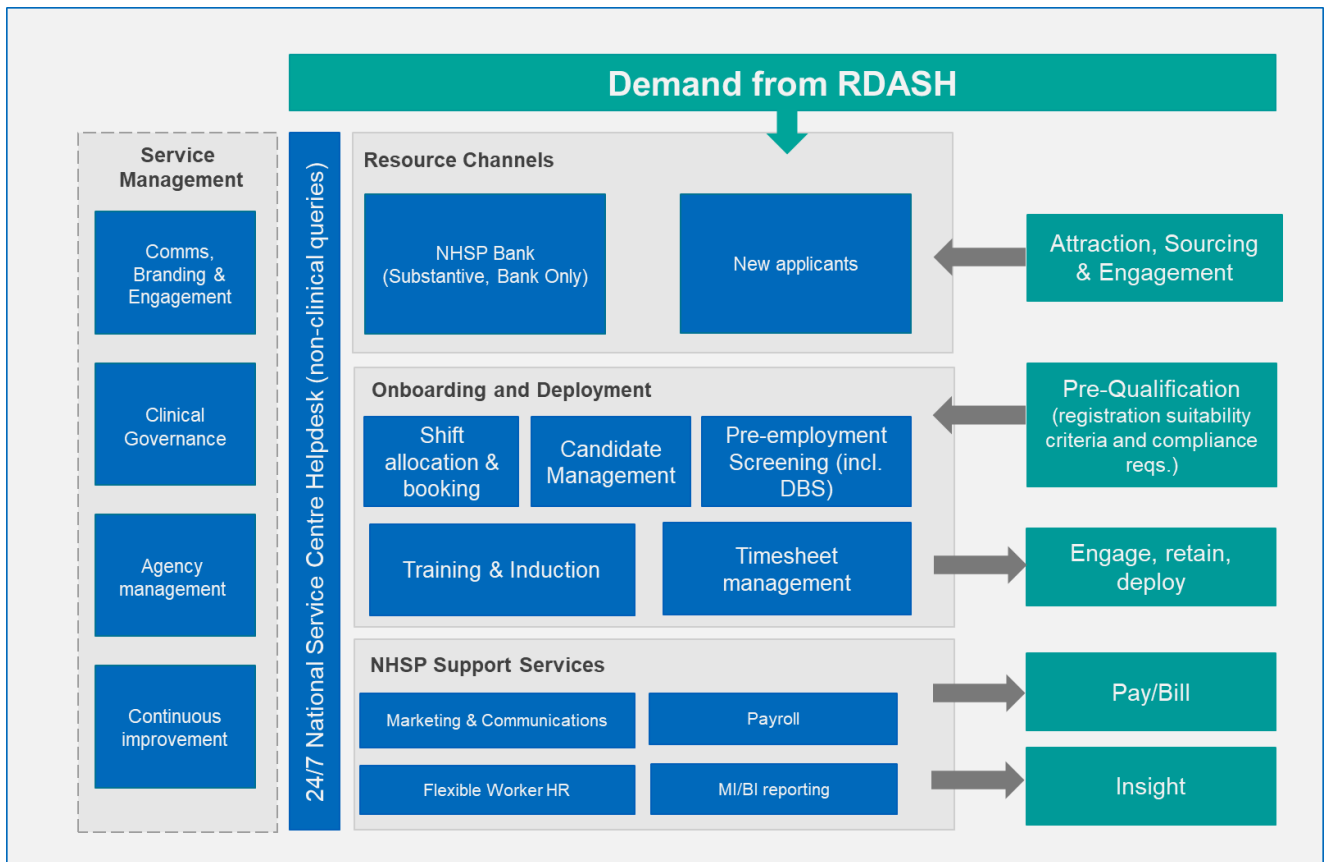 Demand from RDASH
Service
Management
Comms,
Branding &
Engagement
Clinical
Governance
Agency
management
Continuous
improvement
24/7 National Service Centre Helpdesk (non-clinical queries)
Resource Channels
NHSP Bank
(Substantive, Bank Only)
New applicants
Attraction, Sourcing
& Engagement
Onboarding and Deployment
Shift
allocation &
booking
Candidate
Management
Pre-employment
Screening (incl.
DBS)
Training & Induction
Timesheet
management
Pre-Qualification
(registration suitability
criteria and compliance
reqs.)
Engage, retain,
deploy
NHSP Support Services
Marketing & Communications
Payroll
Flexible Worker HR
MI/BI reporting
Pay/Bill
Insight